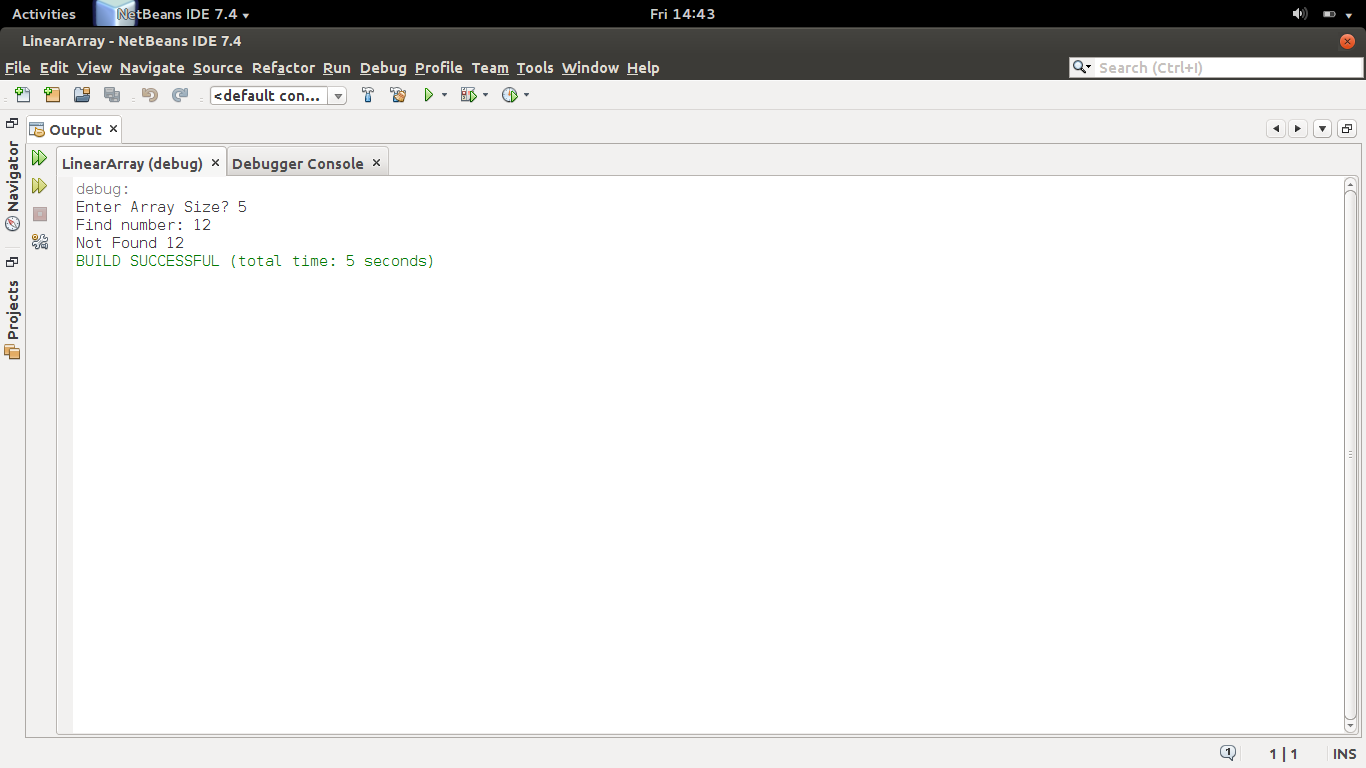 Activities NetBeans IDE 7.4 Fri 14:43
LinearArray - NetBeans IDE 7.4
File Edit View Navigate Source Refactor Run Debug Profile Team Tools Window Help Search (Ctrl+I)
<default con...
Output
LinearArray (debug) Debugger Console
Navigator
Projects
debug:
Enter Array Size? 5
Find number: 12
Not Found 12
BUILD SUCCESSFUL (total time: 5 seconds)
1 1 | 1 INS